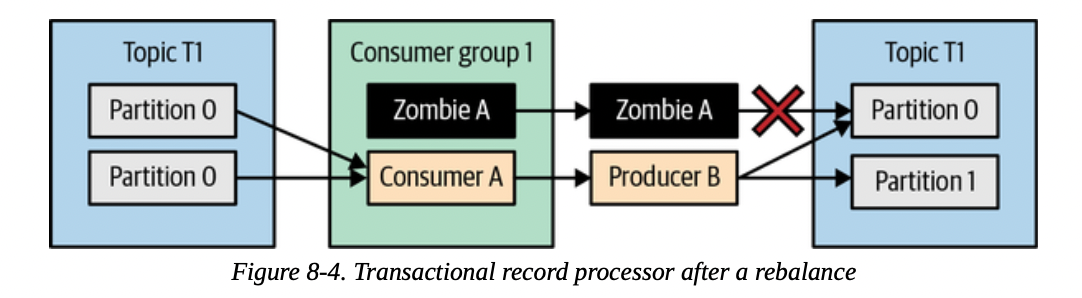 Topic T1
Partition 0
Partition 0
Consumer group 1
Zombie A
Consumer A
Zombie A
Producer B
Topic T1
Partition 0
Partition 1
Figure 8-4. Transactional record processor after a rebalance